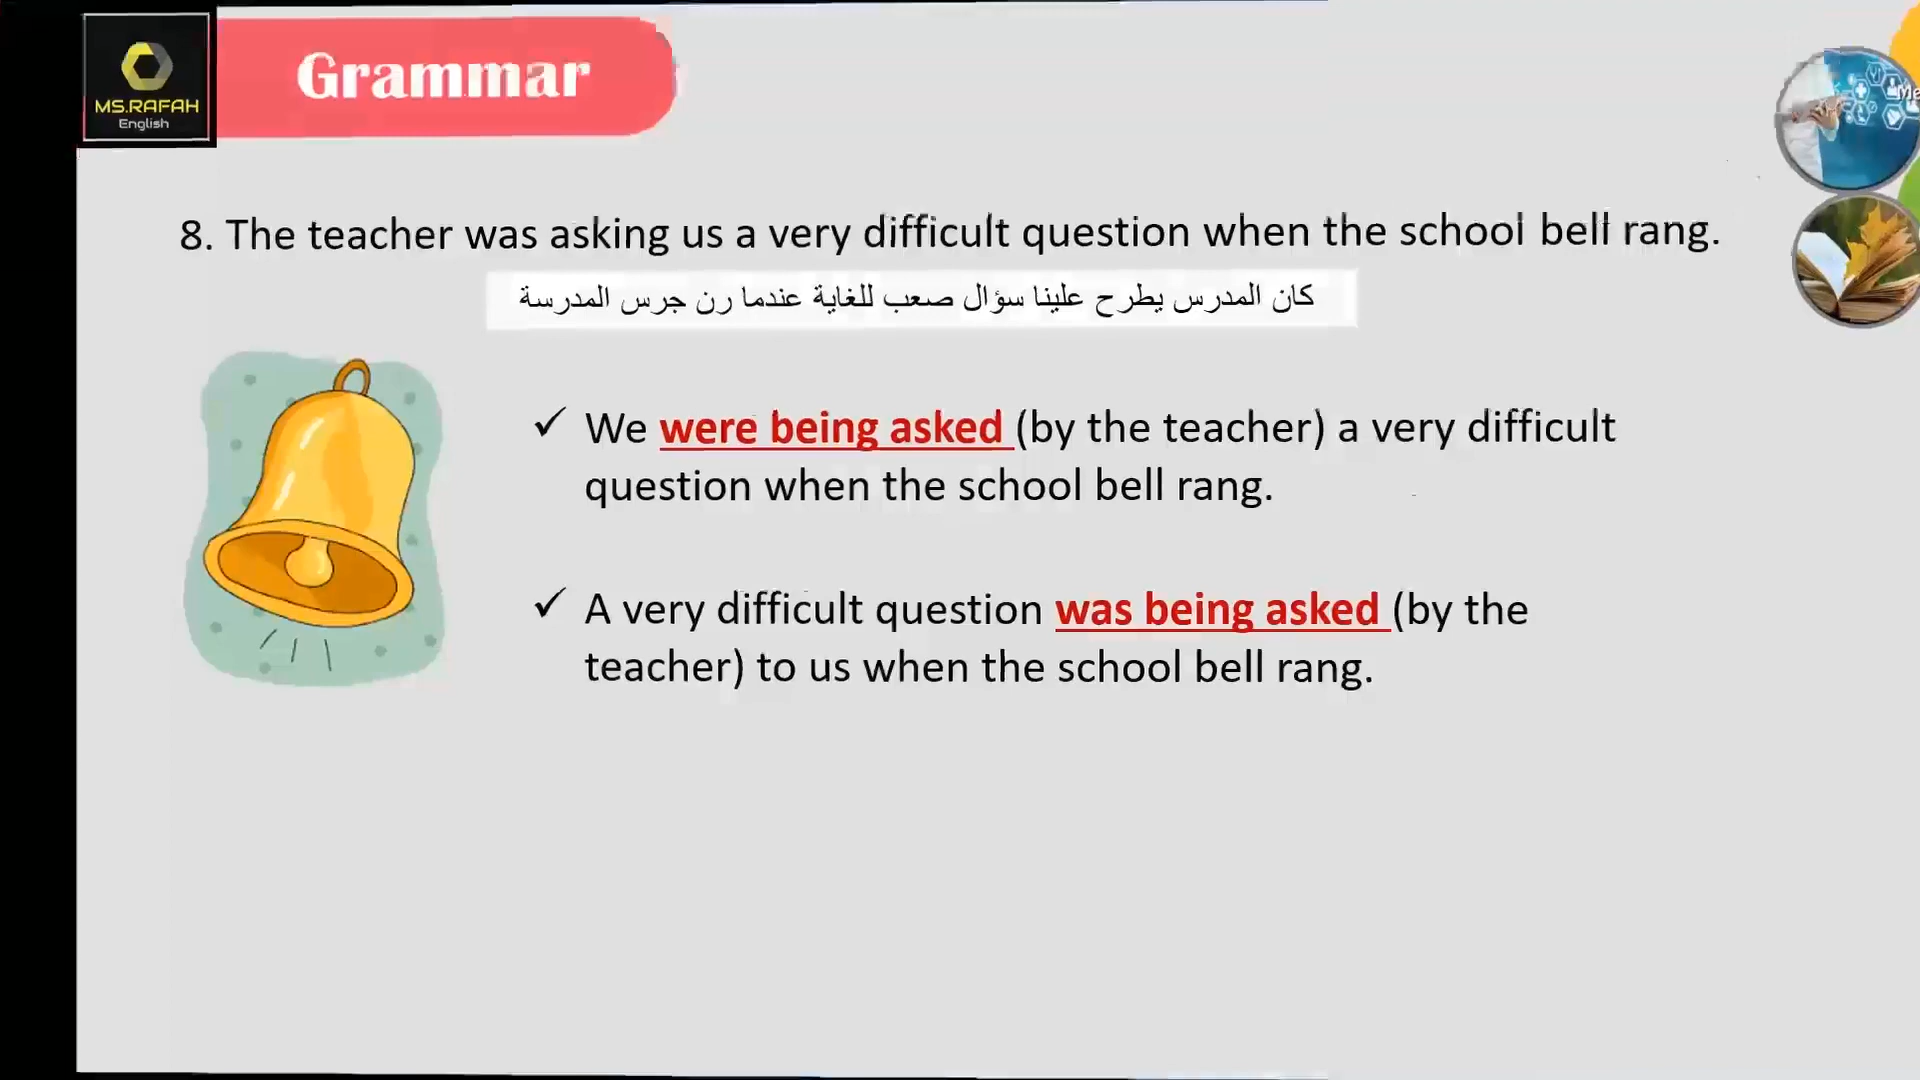 MS.RAFAH
English
Grammar
Me
8. The teacher was asking us a very difficult question when the school bell rang.
كان المدرس يطرح علينا سؤال صعب للغاية عندما رن جرس المدرسة
✓ We were being asked (by the teacher) a very difficult
question when the school bell rang.
✓ A very difficult question was being asked (by the
teacher) to us when the school bell rang.